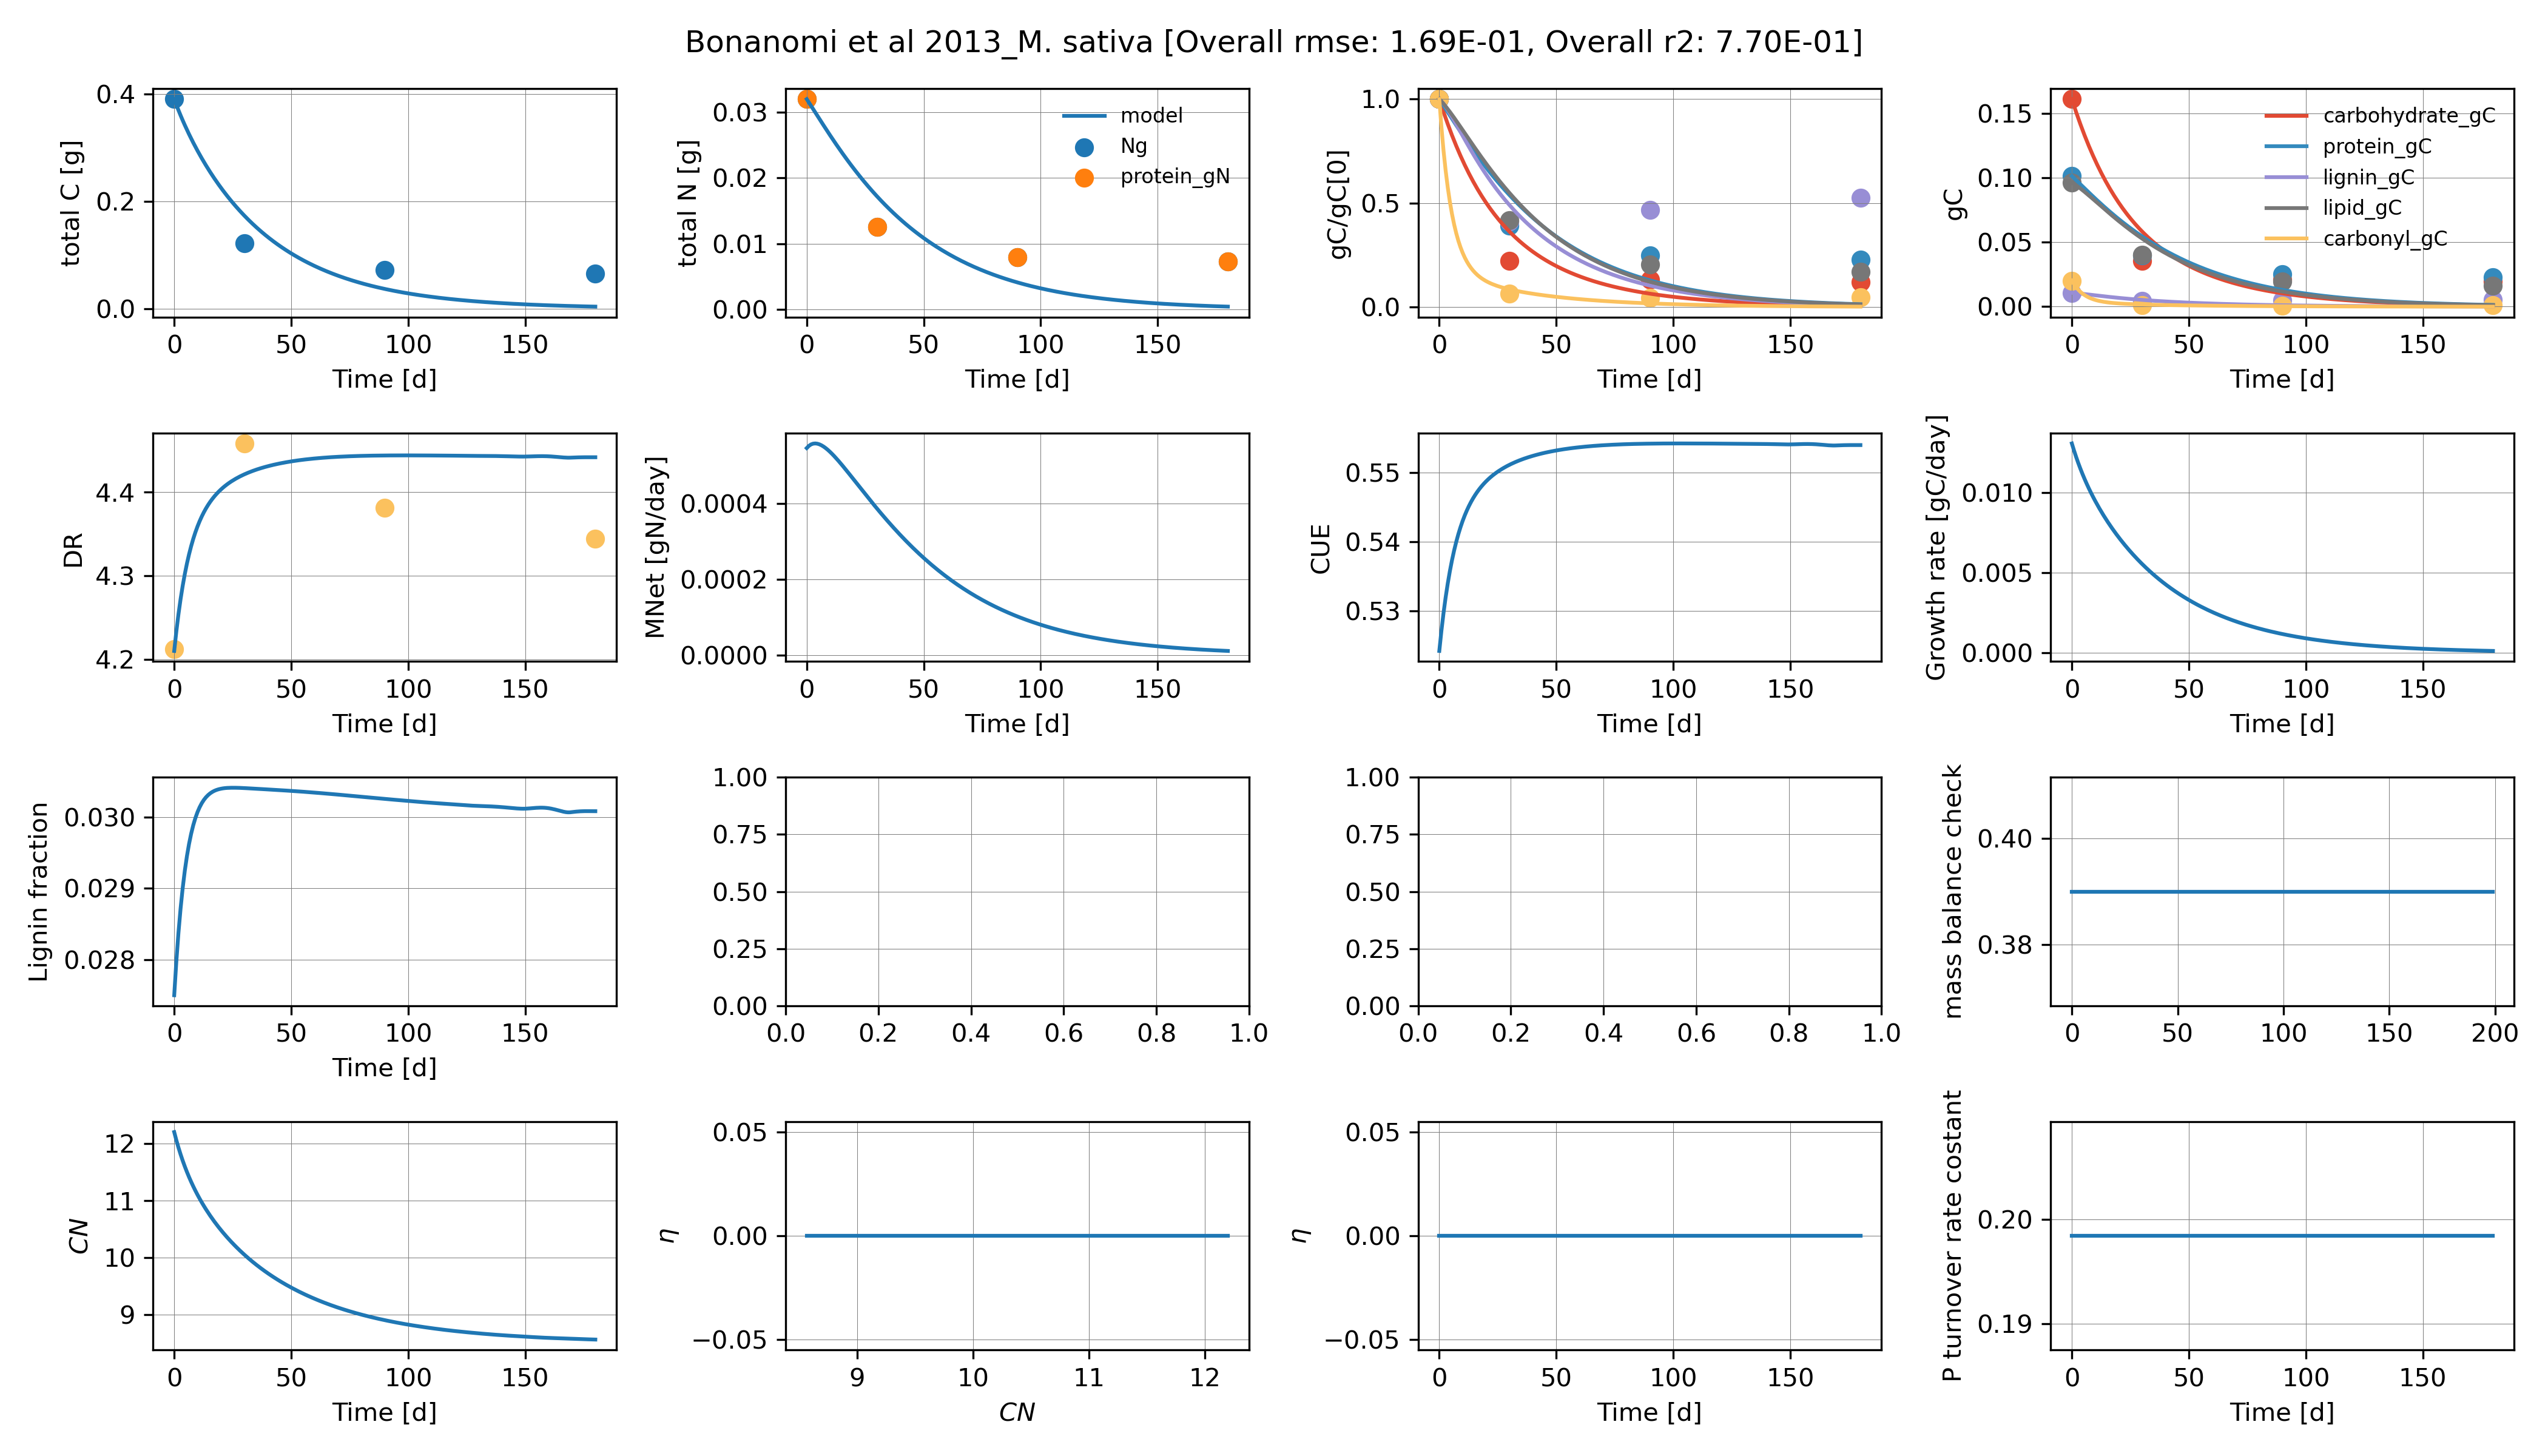 Bonanomi et al 2013_M. sativa [Overall rmse: 1.69E-01, Overall r2: 7.70E-01]
total C [g]
0.4
0.2
0.0
0 50 100 150
Time [d]
total N [g]
0.03
0.02
0.01
0.00
model
Ng
protein_gN
0 50 100 150
Time [d]
gC/gC[0]
1.0
0.5
0.0
0 50 100 150
Time [d]
gC
0.15
0.10
0.05
0.00
carbohydrate_gC
protein_gC
lignin_gC
lipid_gC
carbonyl_gC
0 50 100 150
Time [d]
DR
4.4
4.3
4.2
0 50 100 150
Time [d]
MNet [gN/day]
0.0004
0.0002
0.0000
0 50 100 150
Time [d]
CUE
0.55
0.54
0.53
0 50 100 150
Time [d]
Growth rate [gC/day]
0.010
0.005
0.000
0 50 100 150
Time [d]
Lignin fraction
0.030
0.029
0.028
0 50 100 150
Time [d]
1.00
0.75
0.50
0.25
0.00
0.0 0.2 0.4 0.6 0.8 1.0
1.00
0.75
0.50
0.25
0.00
0.0 0.2 0.4 0.6 0.8 1.0
mass balance check
0.40
0.38
0 50 100 150 200
CN
12
11
10
9
0 50 100 150
Time [d]
η
0.05
0.00
−0.05
9 10 11 12
CN
η
0.05
0.00
−0.05
0 50 100 150
Time [d]
P turnover rate costant
0.20
0.19
0 50 100 150
Time [d]